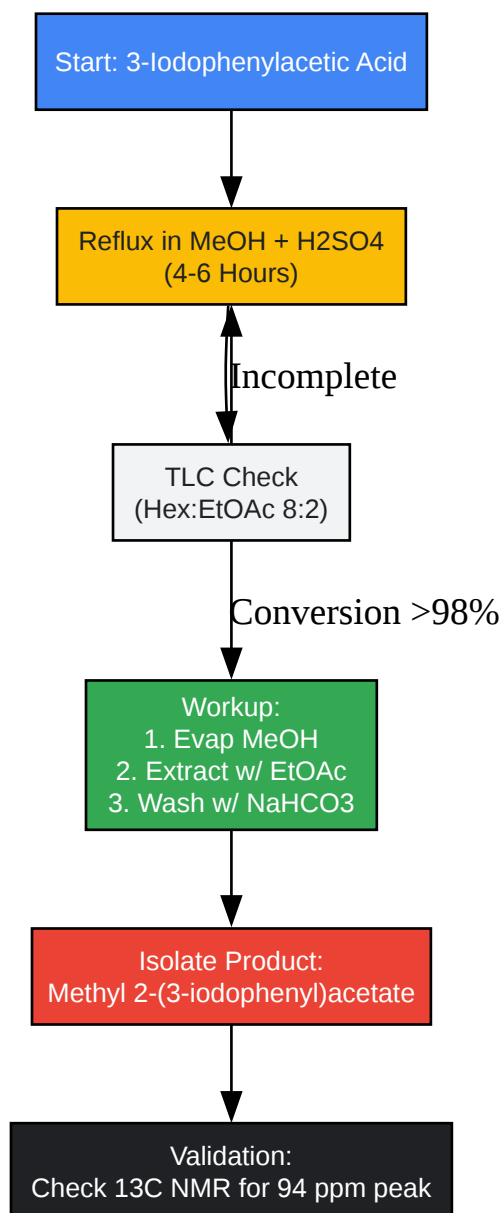 Start: 3-Iodophenylacetic Acid
Reflux in MeOH + H2SO4
(4-6 Hours)
Incomplete
TLC Check
(Hex:EtOAc 8:2)
Conversion >98%
Workup:
1. Evap MeOH
2. Extract w/ EtOAc
3. Wash w/ NaHCO3
Isolate Product:
Methyl 2-(3-iodophenyl)acetate
Validation:
Check 13C NMR for 94 ppm peak